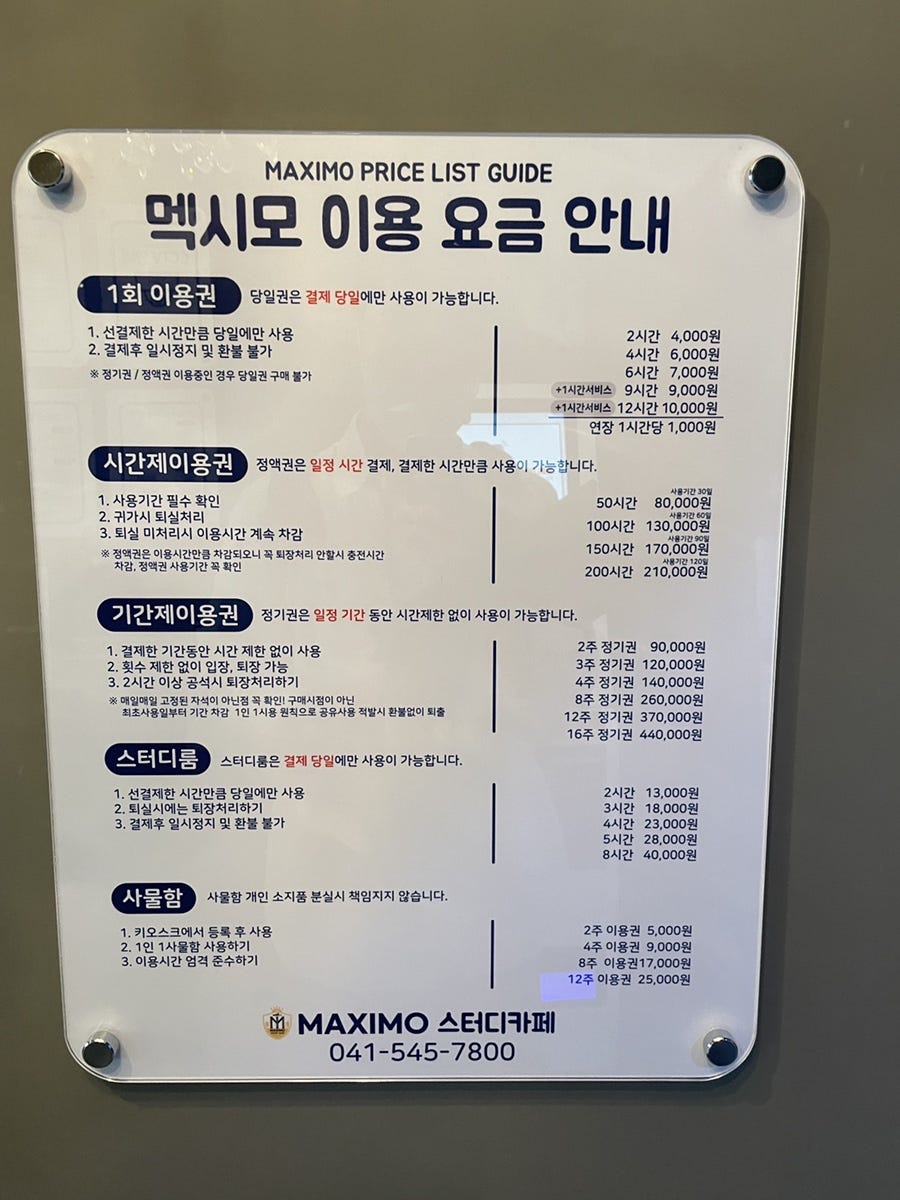 MAXIMO PRICE LIST GUIDE
멕시모 이용 요금 안내
1회 이용권 당일권은 결제 당일에만 사용이 가능합니다.
1. 선결제한 시간만큼 당일에만 사용
2. 결제후 일시정지 및 환불 불가
※ 정기권 / 정액권 이용중인 경우 당일권 구매 불가
2시간 4,000원
4시간 6,000원
6시간 7,000원
+1시간서비스 9시간 9,000원
+1시간서비스 12시간 10,000원
연장 1시간당 1,000원
시간제이용권 정액권은 일정 시간 결제, 결제한 시간만큼 사용이 가능합니다.
1. 사용기간 필수 확인
2. 귀가시 퇴실처리
3. 퇴실 미처리시 이용시간 계속 차감
※ 정액권은 이용시간만큼 차감되오니 꼭 퇴장처리 안할시 충전시간
차감, 정액권 사용기간 꼭 확인
사용기간 30일
50시간 80,000원
사용기간 60일
100시간 130,000원
사용기간 90일
150시간 170,000원
사용기간 120일
200시간 210,000원
기간제이용권 정기권은 일정 기간 동안 시간제한 없이 사용이 가능합니다.
1. 결제한 기간동안 시간 제한 없이 사용
2. 횟수 제한 없이 입장, 퇴장 가능
3. 2시간 이상 공석시 퇴장처리하기
※ 매일매일 고정된 자석이 아닌점 꼭 확인! 구매시점이 아닌
최초사용일부터 기간 차감 1인 1시용 원칙으로 공유사용 적발시 환불없이 퇴출
2주 정기권 90,000원
3주 정기권 120,000원
4주 정기권 140,000원
8주 정기권 260,000원
12주 정기권 370,000원
16주 정기권 440,000원
스터디룸 스터디룸은 결제 당일에만 사용이 가능합니다.
1. 선결제한 시간만큼 당일에만 사용
2. 퇴실시에는 퇴장처리하기
3. 결제후 일시정지 및 환불 불가
2시간 13,000원
3시간 18,000원
4시간 23,000원
5시간 28,000원
8시간 40,000원
사물함 사물함 개인 소지품 분실시 책임지지 않습니다.
1. 키오스크에서 등록 후 사용
2. 1인 1사물함 사용하기
3. 이용시간 엄격 준수하기
2주 이용권 5,000원
4주 이용권 9,000원
8주 이용권17,000원
12주 이용권 25,000원
MAXIMO 스터디카페
041-545-7800